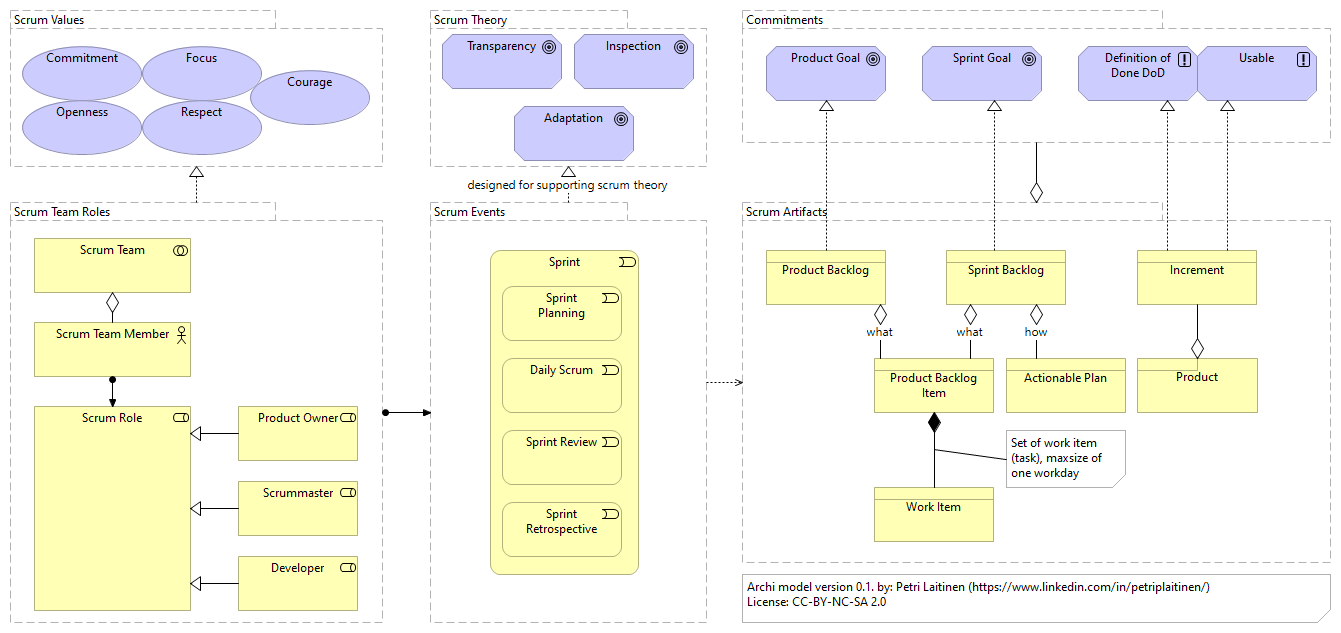 Scrum Values
Commitment
Focus
Courage
Openness
Respect
Scrum Theory
Transparency
Inspection
Adaptation
designed for supporting scrum theory
Commitments
Product Goal
Sprint Goal
Definition of
Done DoD
Usable
Scrum Team Roles
Scrum Team
Scrum Team Member
Scrum Role
Product Owner
Scrummaster
Developer
Scrum Events
Sprint
Sprint
Planning
Daily Scrum
Sprint Review
Sprint
Retrospective
Scrum Artifacts
Product Backlog
Sprint Backlog
Increment
what
what
how
Product Backlog
Item
Actionable Plan
Product
Set of work item
(task), maxsize of
one workday
Work Item
Archi model version 0.1. by: Petri Laitinen (https://www.linkedin.com/in/petriplaitinen/)
License: CC-BY-NC-SA 2.0